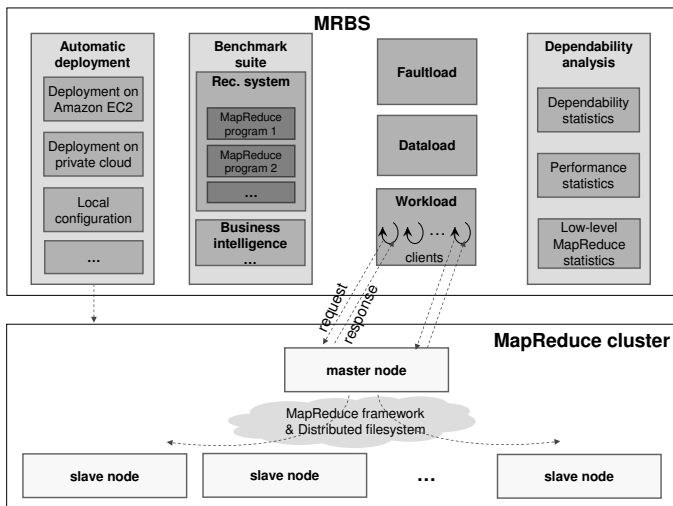 MRBS
Automatic
deployment
Deployment on
Amazon EC2
Deployment on
private cloud
Local
configuration
...
Benchmark
suite
Rec. system
MapReduce
program 1
MapReduce
program 2
...
Business
intelligence
...
Faultload
Dataload
Workload
...
clients
Dependability
analysis
Dependability
statistics
Performance
statistics
Low-level
MapReduce
statistics
request
response
MapReduce cluster
master node
MapReduce framework
& Distributed filesystem
slave node
slave node
...
slave node